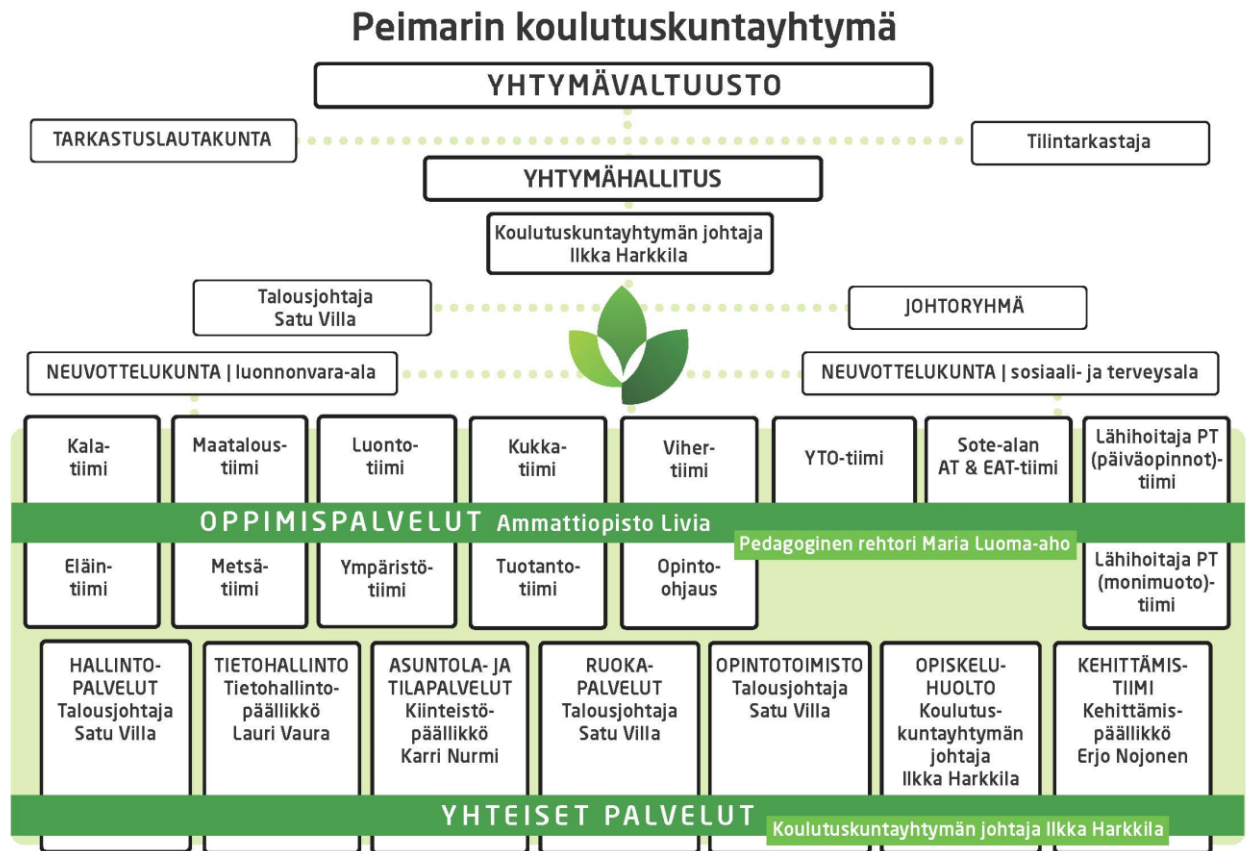 Peimarin koulutuskuntayhtymä
YHTYMÄVALTUUSTO
TARKASTUSLAUTAKUNTA
Tilintarkastaja
YHTYMÄHALLITUS
Koulutuskuntayhtymän johtaja
Ilkka Harkkila
Talousjohtaja
Satu Villa
JOHTORYHMÄ
NEUVOTTELUKUNTA | luonnonvara-ala
NEUVOTTELUKUNTA | sosiaali- ja terveysala
Kala-
tiimi
Maatalous-
tiimi
Luonto-
tiimi
Kukka-
tiimi
Viher-
tiimi
YTO-tiimi
Sote-alan
AT & EAT-tiimi
Lähihoitaja PT
(päiväopinnot)-
tiimi
OPPIMISPALVELUT Ammattiopisto Livia
Pedagoginen rehtori Maria Luoma-aho
Eläin-
tiimi
Metsä-
tiimi
Ympäristö-
tiimi
Tuotanto-
tiimi
Opinto-
ohjaus
Lähihoitaja PT
(monimuoto)-
tiimi
HALLINTO-
PALVELUT
Talousjohtaja
Satu Villa
TIETOHALLINTO
Tietohallinto-
päällikkö
Lauri Vaura
ASUNTOLA- JA
TILAPALVELUT
Kiinteistö-
päällikkö
Karri Nurmi
RUOKA-
PALVELUT
Talousjohtaja
Satu Villa
OPINTOTOIMISTO
Talousjohtaja
Satu Villa
OPISKELU-
HUOLTO
Koulutus-
kuntayhtymän
johtaja
Ilkka Harkkila
KEHITTÄMIS-
TIIMI
Kehittämis-
päällikkö
Erjo Nojonen
YHTEISET PALVELUT
Koulutuskuntayhtymän johtaja Ilkka Harkkila